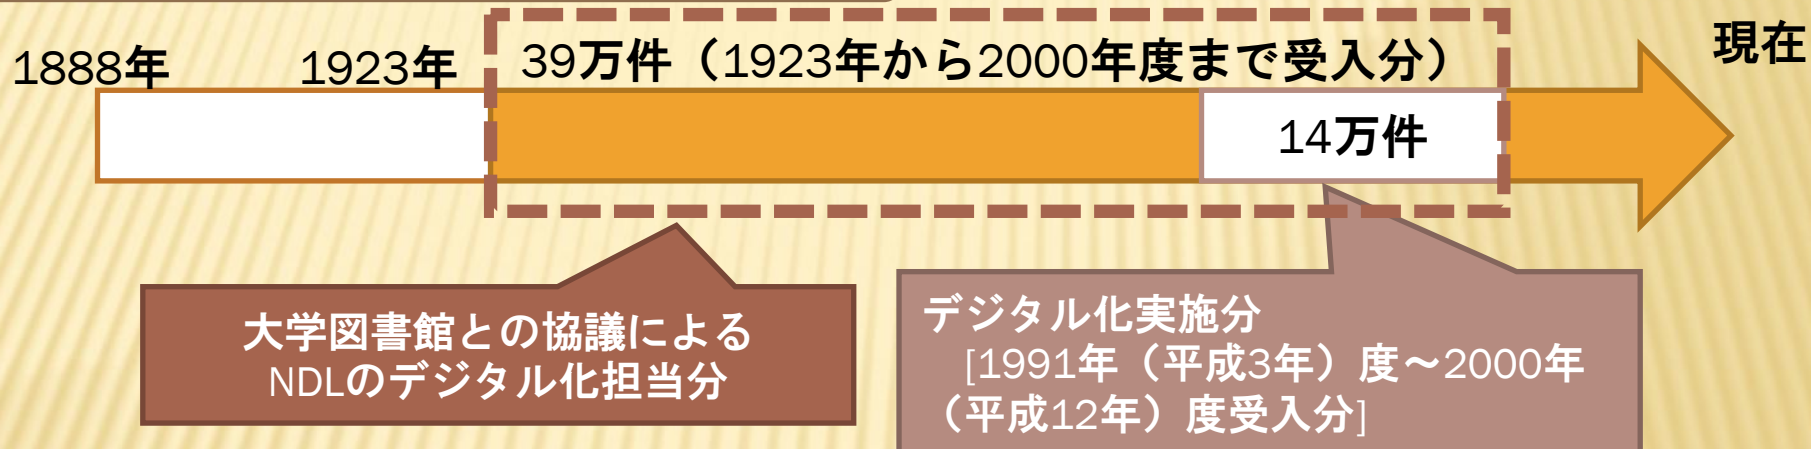 1888年
1923年
39万件（1923年から2000年度まで受入分）
現在
14万件
大学図書館との協議による
NDLのデジタル化担当分
デジタル化実施分
[1991年（平成3年）度～2000年
（平成12年）度受入分]